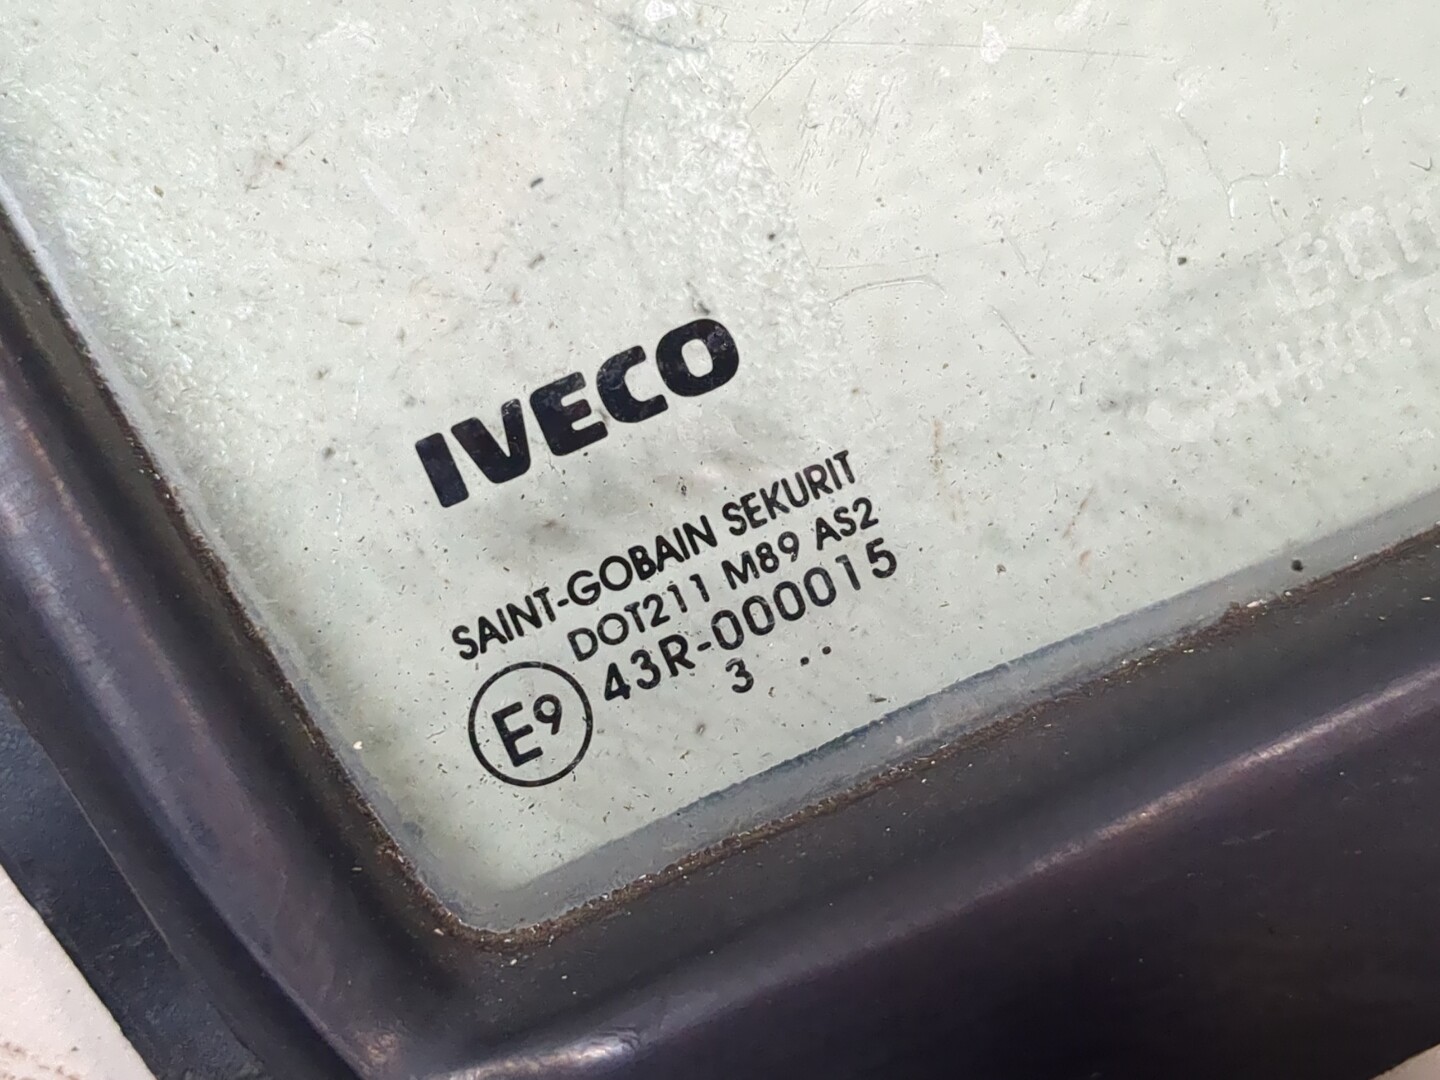 IVECO
SAINT-GOBAIN SEKURIT
DOT211 M89 AS2
43R-000015
E9
3 ..